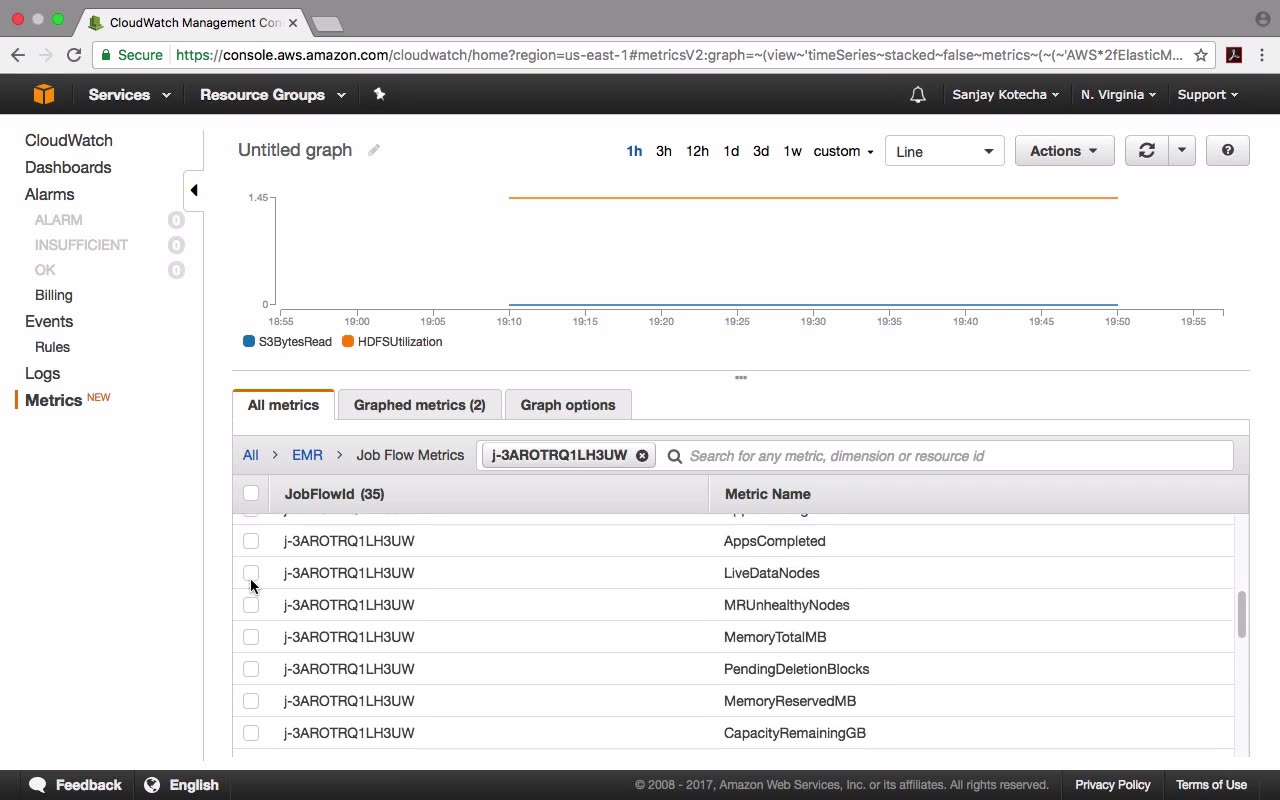 CloudWatch Management Con
Secure https://console.aws.amazon.com/cloudwatch/home?region=us-east-1#metricsV2:graph=~(view~'timeSeries~stacked~false~metrics~(~(~'AWS*2fElasticM...
Services Resource Groups Sanjay Kotecha N. Virginia Support
CloudWatch
Dashboards
Alarms
ALARM 0
INSUFFICIENT 0
OK 0
Billing
Events
Rules
Logs
Metrics NEW
Untitled graph 1h 3h 12h 1d 3d 1w custom Line Actions
1.45
0
18:55 19:00 19:05 19:10 19:15 19:20 19:25 19:30 19:35 19:40 19:45 19:50 19:55
S3BytesRead HDFSUtilization
All metrics Graphed metrics (2) Graph options
All > EMR > Job Flow Metrics j-3AROTRQ1LH3UW Search for any metric, dimension or resource id
JobFlowId (35) Metric Name
j-3AROTRQ1LH3UW AppsCompleted
j-3AROTRQ1LH3UW LiveDataNodes
j-3AROTRQ1LH3UW MRUnhealthyNodes
j-3AROTRQ1LH3UW MemoryTotalMB
j-3AROTRQ1LH3UW PendingDeletionBlocks
j-3AROTRQ1LH3UW MemoryReservedMB
j-3AROTRQ1LH3UW CapacityRemainingGB
Feedback English © 2008 - 2017, Amazon Web Services, Inc. or its affiliates. All rights reserved. Privacy Policy Terms of Use